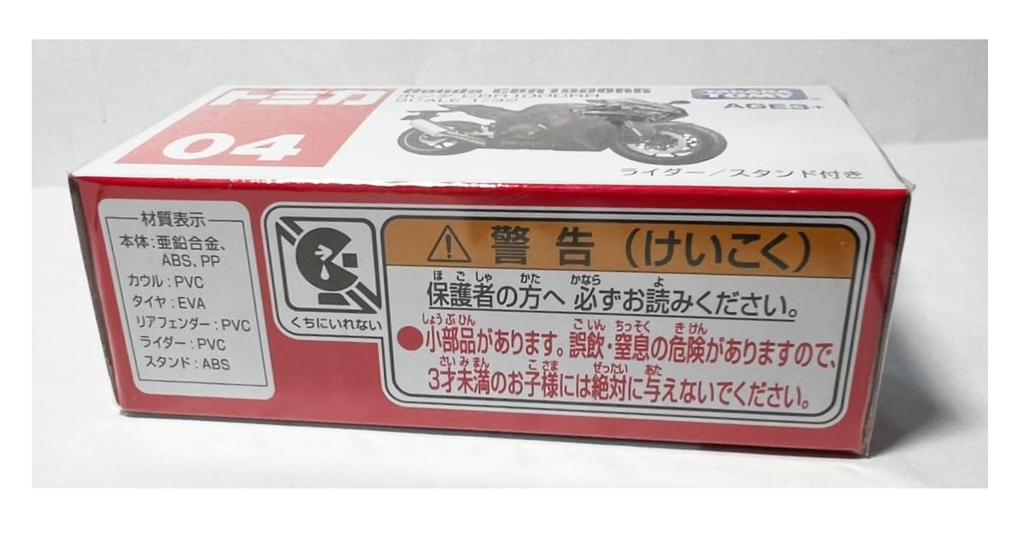 トミカ
04
Honda CBR1000RR
ホンダ CBR1000RR
SCALE 1/32
TAKARA TOMY
AGE3+
ライダー/スタンド付き
材質表示
本体:亜鉛合金、
ABS、PP
カウル:PVC
タイヤ:EVA
リアフェンダー:PVC
ライダー:PVC
スタンド:ABS
くちにいれない
警告(けいこく)
ほごしゃ かた かなら よ
保護者の方へ 必ずお読みください。
しょうぶひん ごいん ちっそく きけん
●小部品があります。誤飲・窒息の危険がありますので、
さいみまん こさま ぜったい あた
3才未満のお子様には絶対に与えないでください。